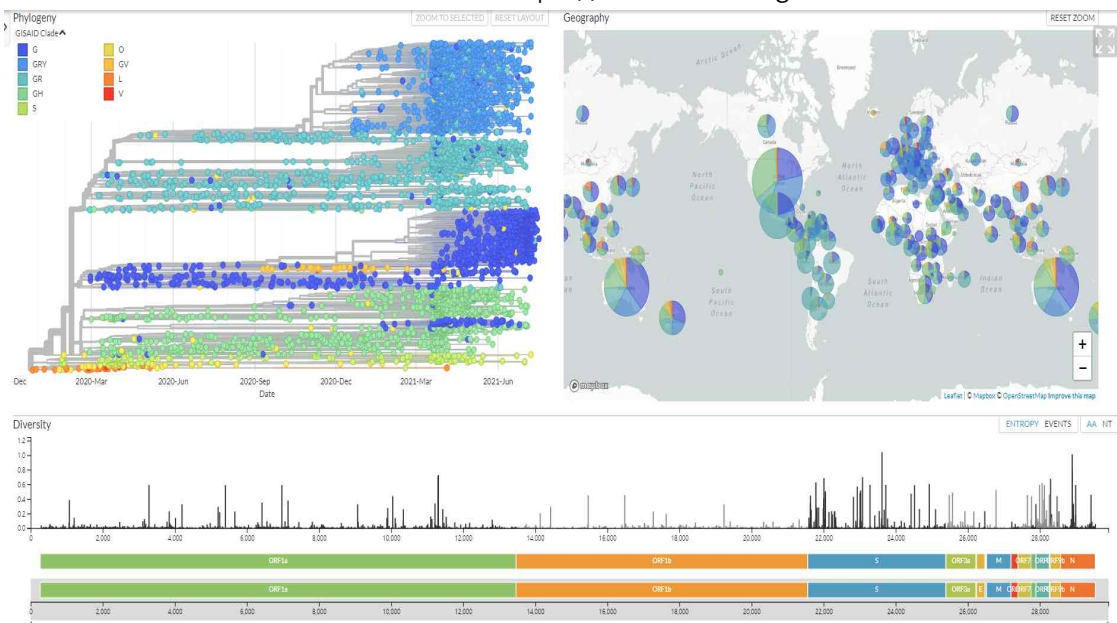 Phylogeny
ZOOM TO SELECTED
RESET LAYOUT
GISAID Clade
G
GRY
GR
GH
S
O
GV
L
V
Dec
2020-Mar
2020-Jun
2020-Sep
2020-Dec
2021-Mar
2021-Jun
Date
Geography
RESET ZOOM
Arctic Ocean
Greenland
Canada
North
Pacific
Ocean
North
Atlantic
Ocean
South
Pacific
Ocean
South
Atlantic
Ocean
Indian
Ocean
+
−
mapbox
Leaflet | © Mapbox © OpenStreetMap Improve this map
Diversity
ENTROPY EVENTS
AA NT
1.2
1.0
0.8
0.6
0.4
0.2
0.0
0 2,000 4,000 6,000 8,000 10,000 12,000 14,000 16,000 18,000 20,000 22,000 24,000 26,000 28,000
ORF1a ORF1b S ORF3a M N
ORF1a ORF1b S ORF3a E M N
0 2,000 4,000 6,000 8,000 10,000 12,000 14,000 16,000 18,000 20,000 22,000 24,000 26,000 28,000